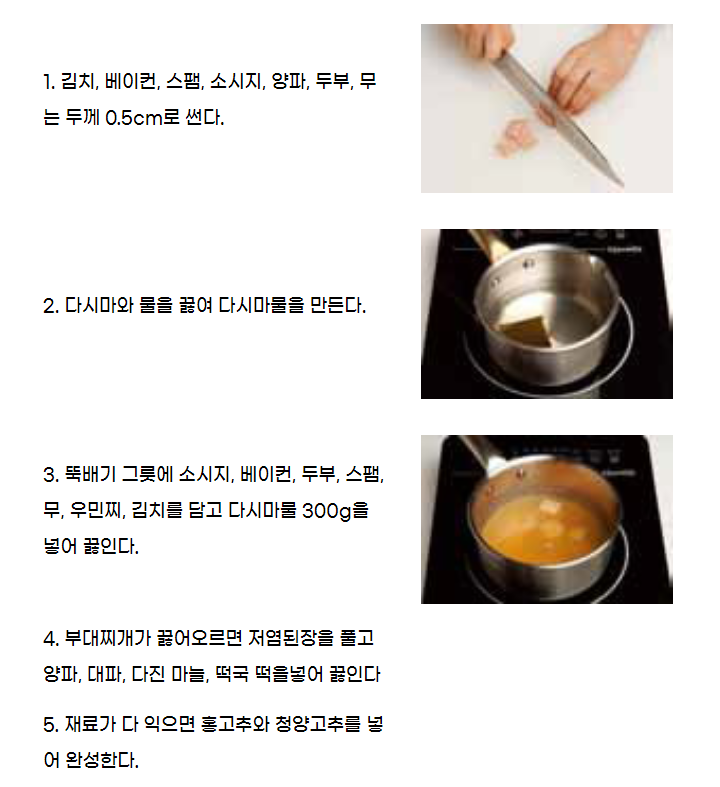 1. 김치, 베이컨, 스팸, 소시지, 양파, 두부, 무
는 두께 0.5cm로 썬다.
2. 다시마와 물을 끓여 다시마물을 만든다.
3. 뚝배기 그릇에 소시지, 베이컨, 두부, 스팸,
무, 우민찌, 김치를 담고 다시마물 300g을
넣어 끓인다.
4. 부대찌개가 끓어오르면 저염된장을 풀고
양파, 대파, 다진 마늘, 떡국 떡을넣어 끓인다
5. 재료가 다 익으면 홍고추와 청양고추를 넣
어 완성한다.